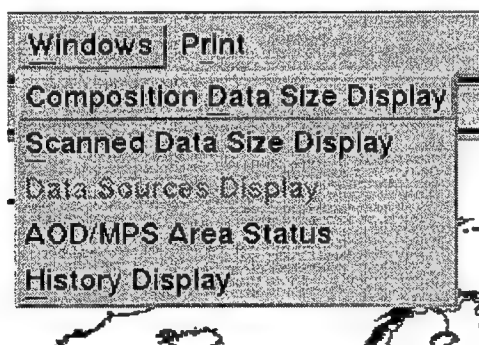 Windows Print
Composition Data Size Display
Scanned Data Size Display
Data Sources Display
AOD/MPS Area Status
History Display